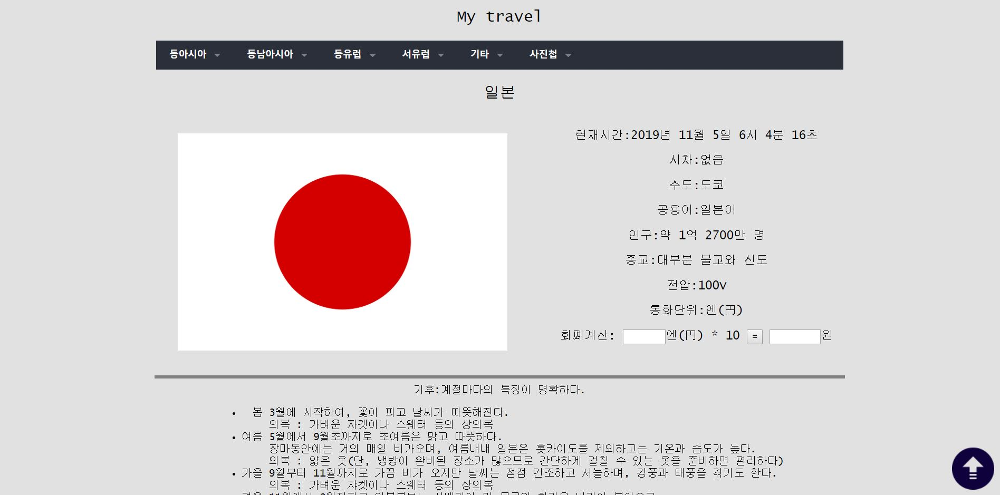 My travel
동아시아 동남아시아 동유럽 서유럽 기타 사진첩
일본
현재시간:2019년 11월 5일 6시 4분 16초
시차:없음
수도:도쿄
공용어:일본어
인구:약 1억 2700만 명
종교:대부분 불교와 신도
전압:100v
통화단위:엔(円)
화폐계산: 엔(円) * 10 = 원
기후:계절마다의 특징이 명확하다.
• 봄 3월에 시작하여, 꽃이 피고 날씨가 따뜻해진다.
의복 : 가벼운 자켓이나 스웨터 등의 상의복
• 여름 5월에서 9월초까지로 초여름은 맑고 따뜻하다.
장마동안에는 거의 매일 비가오며, 여름내내 일본은 홋카이도를 제외하고는 기온과 습도가 높다.
의복 : 얇은 옷(단, 냉방이 완비된 장소가 많으므로 간단하게 걸칠 수 있는 옷을 준비하면 편리하다)
• 가을 9월부터 11월까지로 가끔 비가 오지만 날씨는 점점 건조하고 서늘하며, 강풍과 태풍을 겪기도 한다.
의복 : 가벼운 쟈켓이나 스웨터 등의 상의복